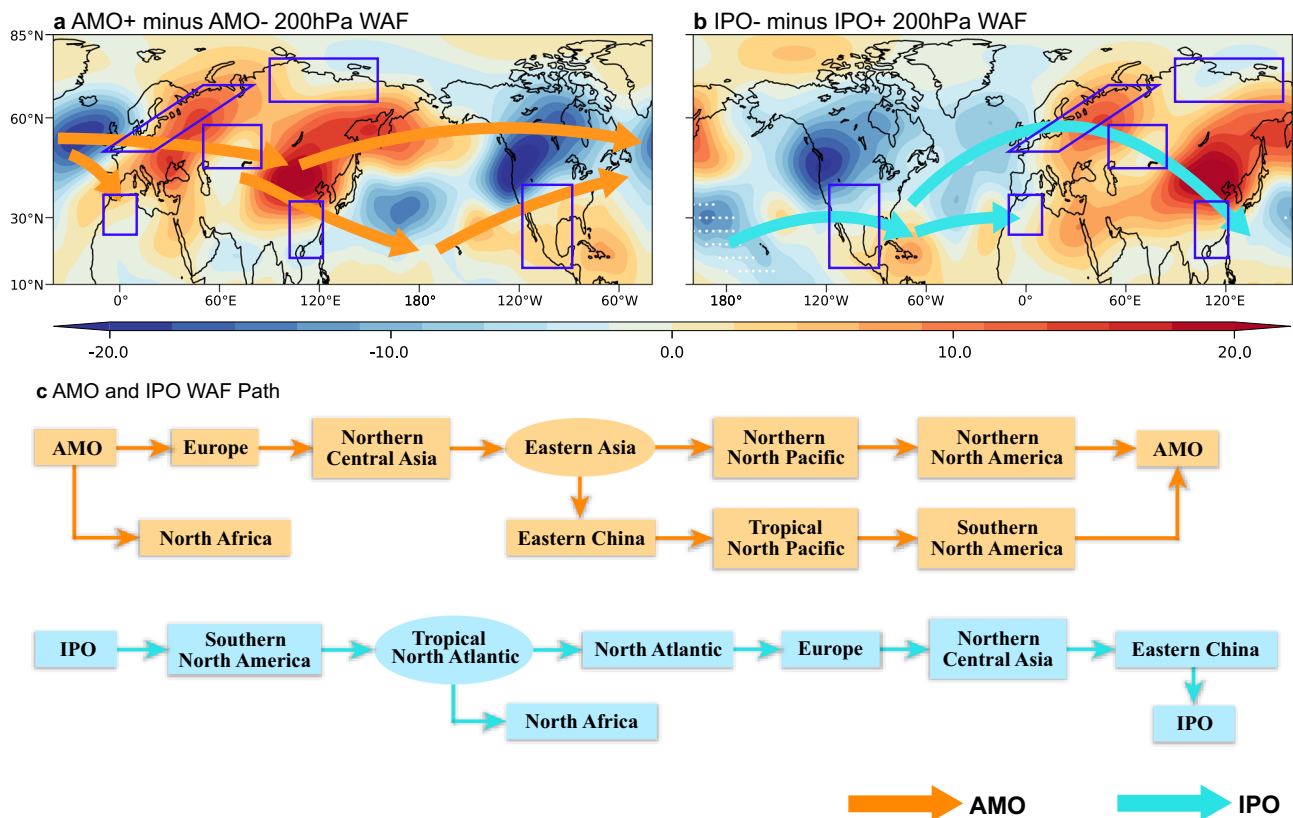 a AMO+ minus AMO- 200hPa WAF
b IPO- minus IPO+ 200hPa WAF
85°N
60°N
30°N
10°N
0°
60°E
120°E
180°
120°W
60°W
180°
120°W
60°W
0°
60°E
120°E
-20.0
-10.0
0.0
10.0
20.0
c AMO and IPO WAF Path
AMO
Europe
Northern
Central Asia
Eastern Asia
Northern
North Pacific
Northern
North America
AMO
North Africa
Eastern China
Tropical
North Pacific
Southern
North America
IPO
Southern
North America
Tropical
North Atlantic
North Atlantic
Europe
Northern
Central Asia
Eastern China
North Africa
IPO
AMO
IPO